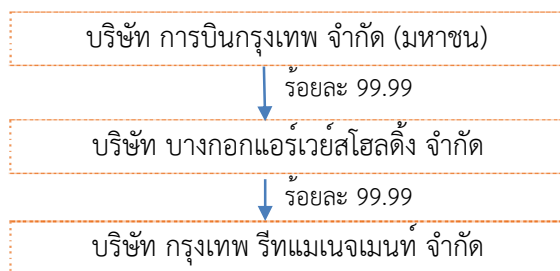 บริษัท การบินกรุงเทพ จำกัด (มหาชน)
ร้อยละ 99.99
บริษัท บางกอกแอร์เวย์สโฮลดิ้ง จำกัด
ร้อยละ 99.99
บริษัท กรุงเทพ รีทแมเนจเมนท์ จำกัด